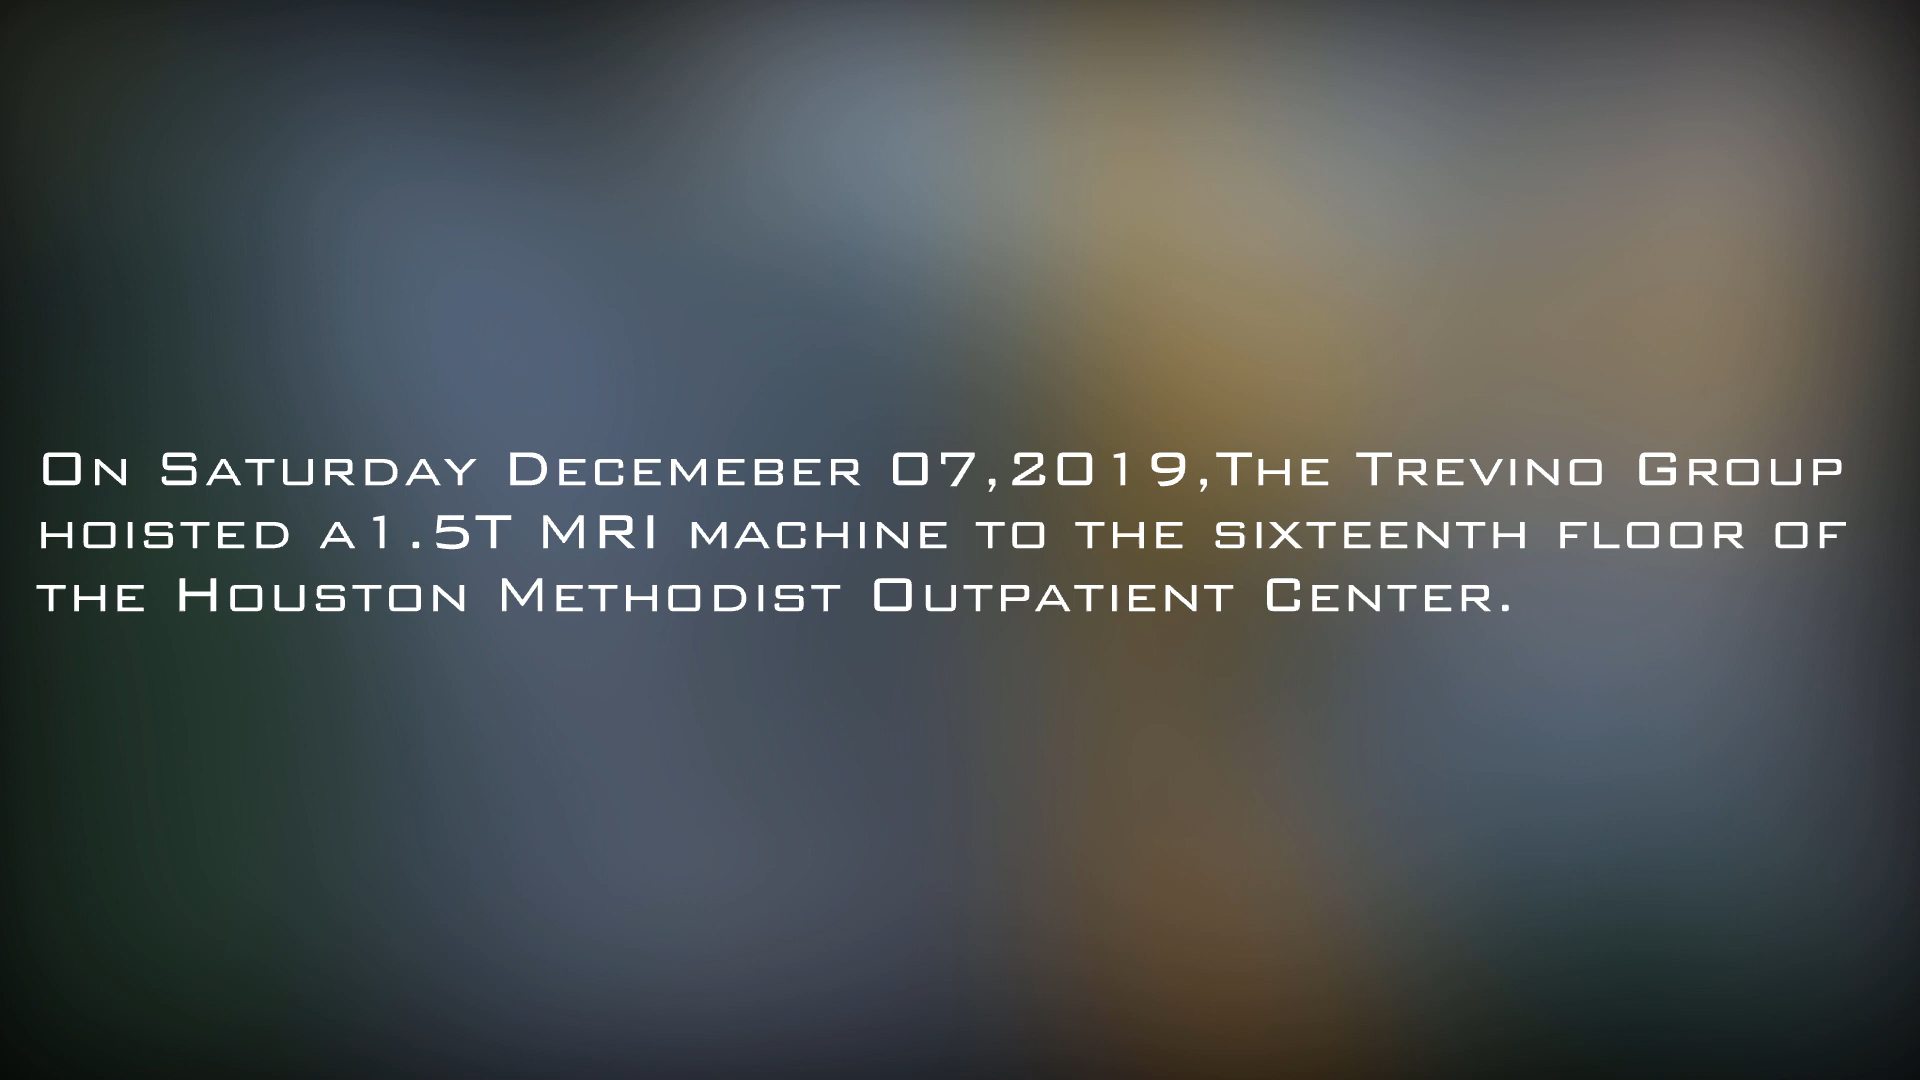 On Saturday Decemeber 07,2019,The Trevino Group
hoisted a1.5T MRI machine to the sixteenth floor of
the Houston Methodist Outpatient Center.